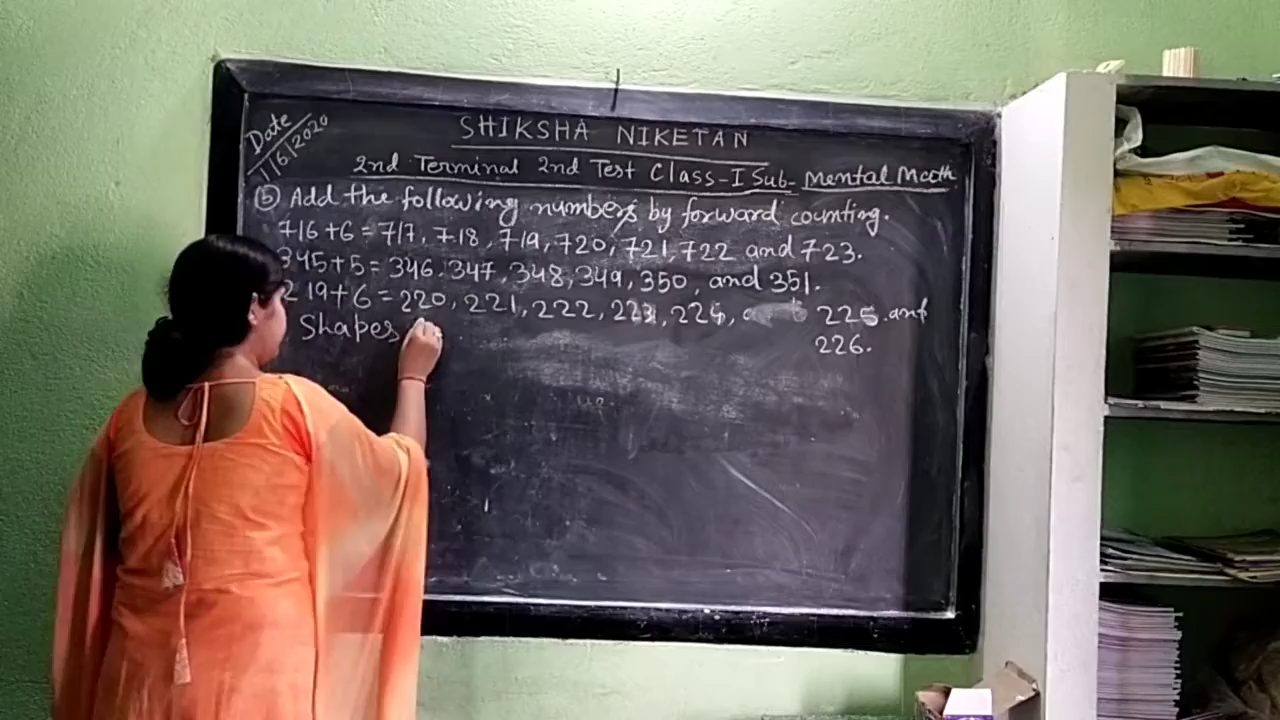 Date
1/6/2020
SHIKSHA NIKETAN
2nd Terminal 2nd Test Class-I Sub- Mental Math
⑤ Add the following numbers by forward counting.
716+6=717, 718, 719, 720, 721, 722 and 723.
345+5=346, 347, 348, 349, 350, and 351.
219+6=220, 221, 222, 223, 224, 225 and
226.
Shapes